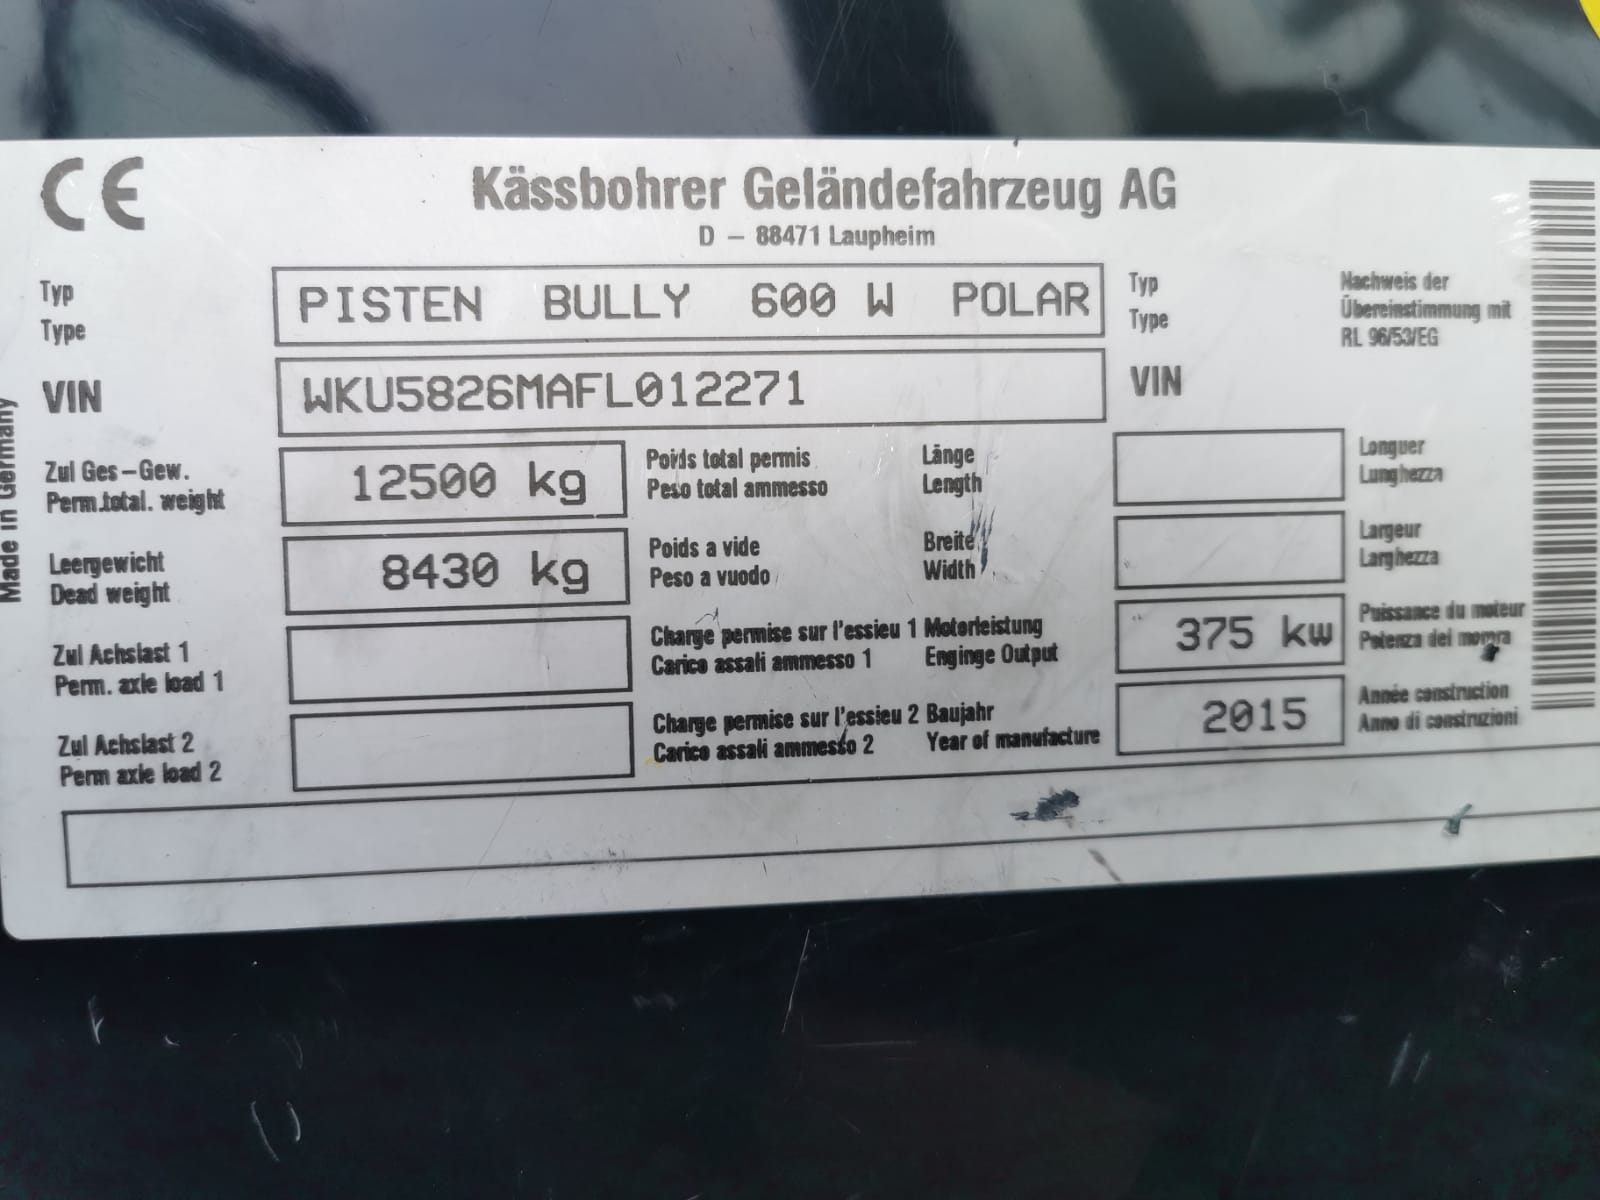 CE
Kässbohrer Geländefahrzeug AG
D – 88471 Laupheim
Typ
Type
PISTEN BULLY 600 W POLAR
Typ
Type
Nachweis der
Übereinstimmung mit
RL 96/53/EG
VIN
WKU5826MAFL012271
VIN
Made in Germany
Zul Ges-Gew.
Perm.total. weight
12500 kg
Poids total permis
Peso total ammesso
Länge
Length
Longuer
Lunghezza
Leergewicht
Dead weight
8430 kg
Poids a vide
Peso a vuodo
Breite
Width
Largeur
Larghezza
Zul Achslast 1
Perm. axle load 1
Charge permise sur l'essieu 1
Carico assali ammesso 1
Motorleistung
Enginge Output
375 kW
Puissance du moteur
Potenza del
Zul Achslast 2
Perm axle load 2
Charge permise sur l'essieu 2
Carico assali ammesso 2
Baujahr
Year of manufacture
2015
Année construction
Anno di construzioni